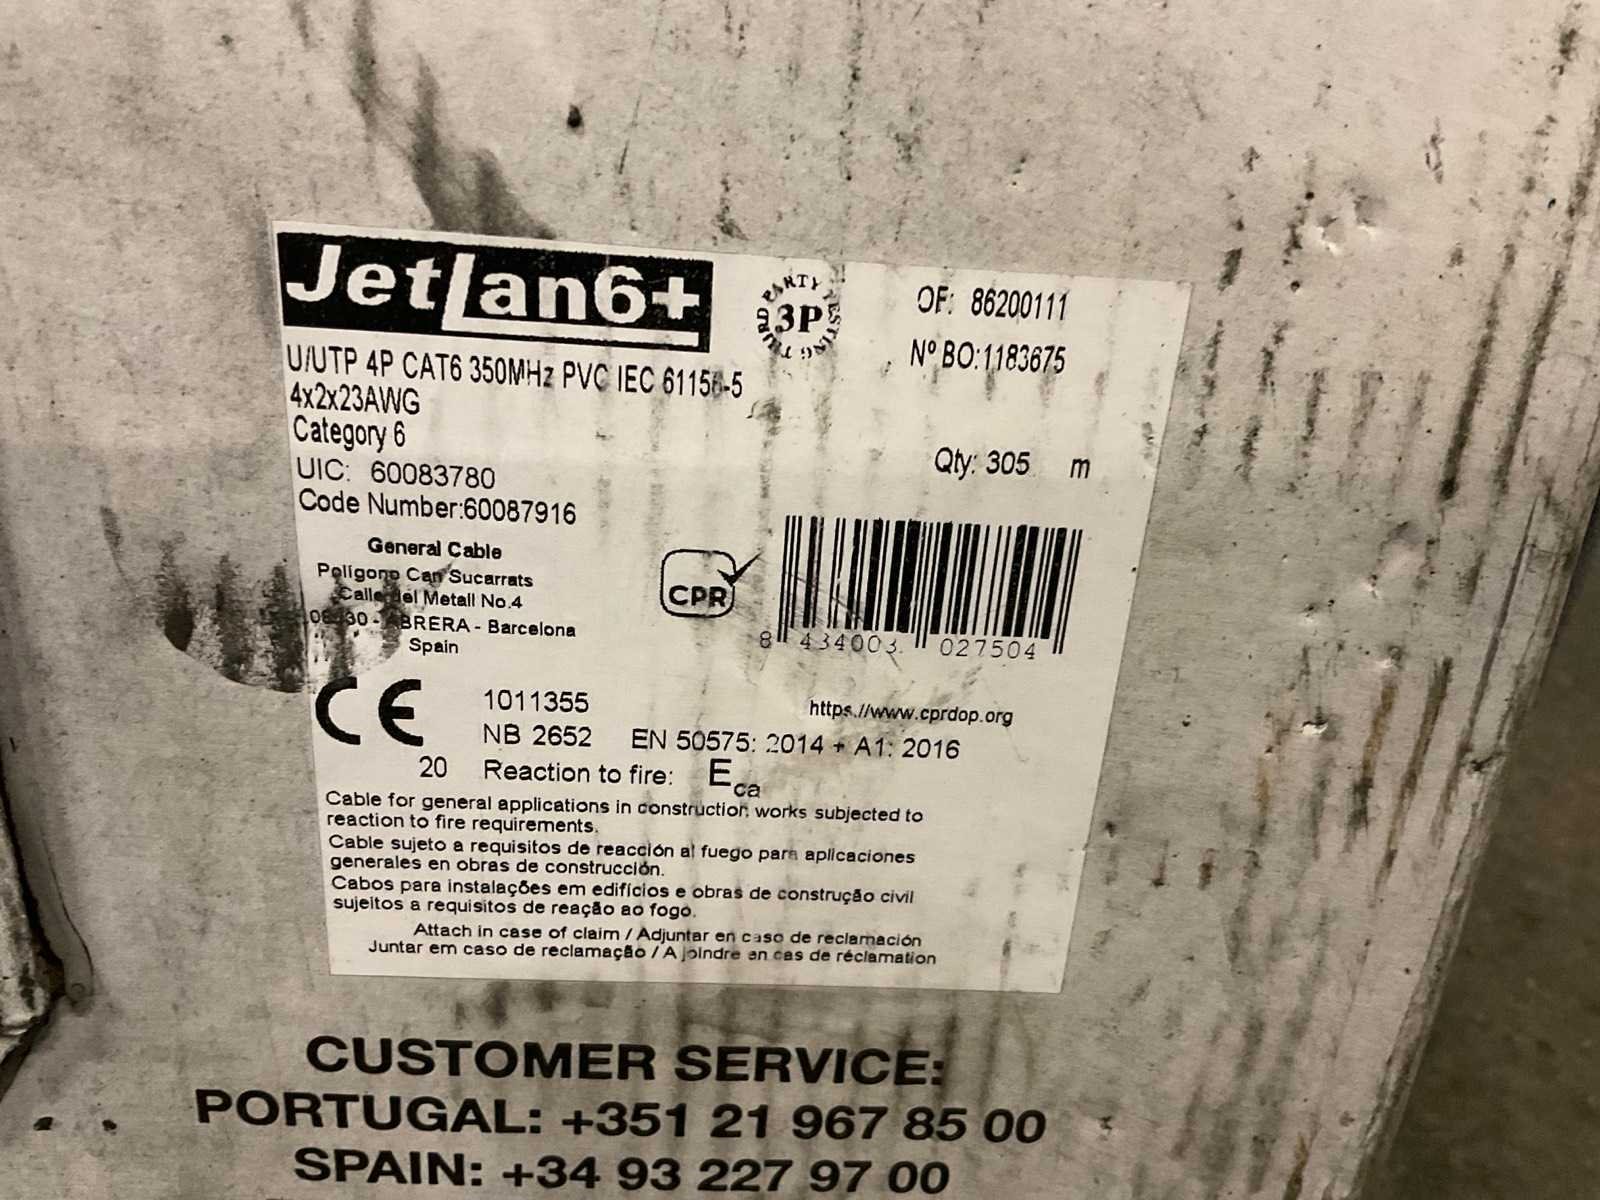 JetLan6+
THIRD PARTY TESTING
3P
OF: 86200111
Nº BO:1183675
U/UTP 4P CAT6 350MHz PVC IEC 61156-5
4x2x23AWG
Category 6
UIC: 60083780
Code Number:60087916
Qty: 305 m
General Cable
Polígono Can Sucarrats
Calle del Metall No.4
- ABRERA - Barcelona
Spain
CPR
8 434003 027504
CE
1011355
https://www.cprdop.org
NB 2652 EN 50575: 2014 + A1: 2016
20 Reaction to fire: Eca
Cable for general applications in construction works subjected to
reaction to fire requirements.
Cable sujeto a requisitos de reacción al fuego para aplicaciones
generales en obras de construcción.
Cabos para instalações em edifícios e obras de construção civil
sujeitos a requisitos de reação ao fogo.
Attach in case of claim / Adjuntar en caso de reclamación
Juntar em caso de reclamação / A joindre en cas de réclamation
CUSTOMER SERVICE:
PORTUGAL: +351 21 967 85 00
SPAIN: +34 93 227 97 00